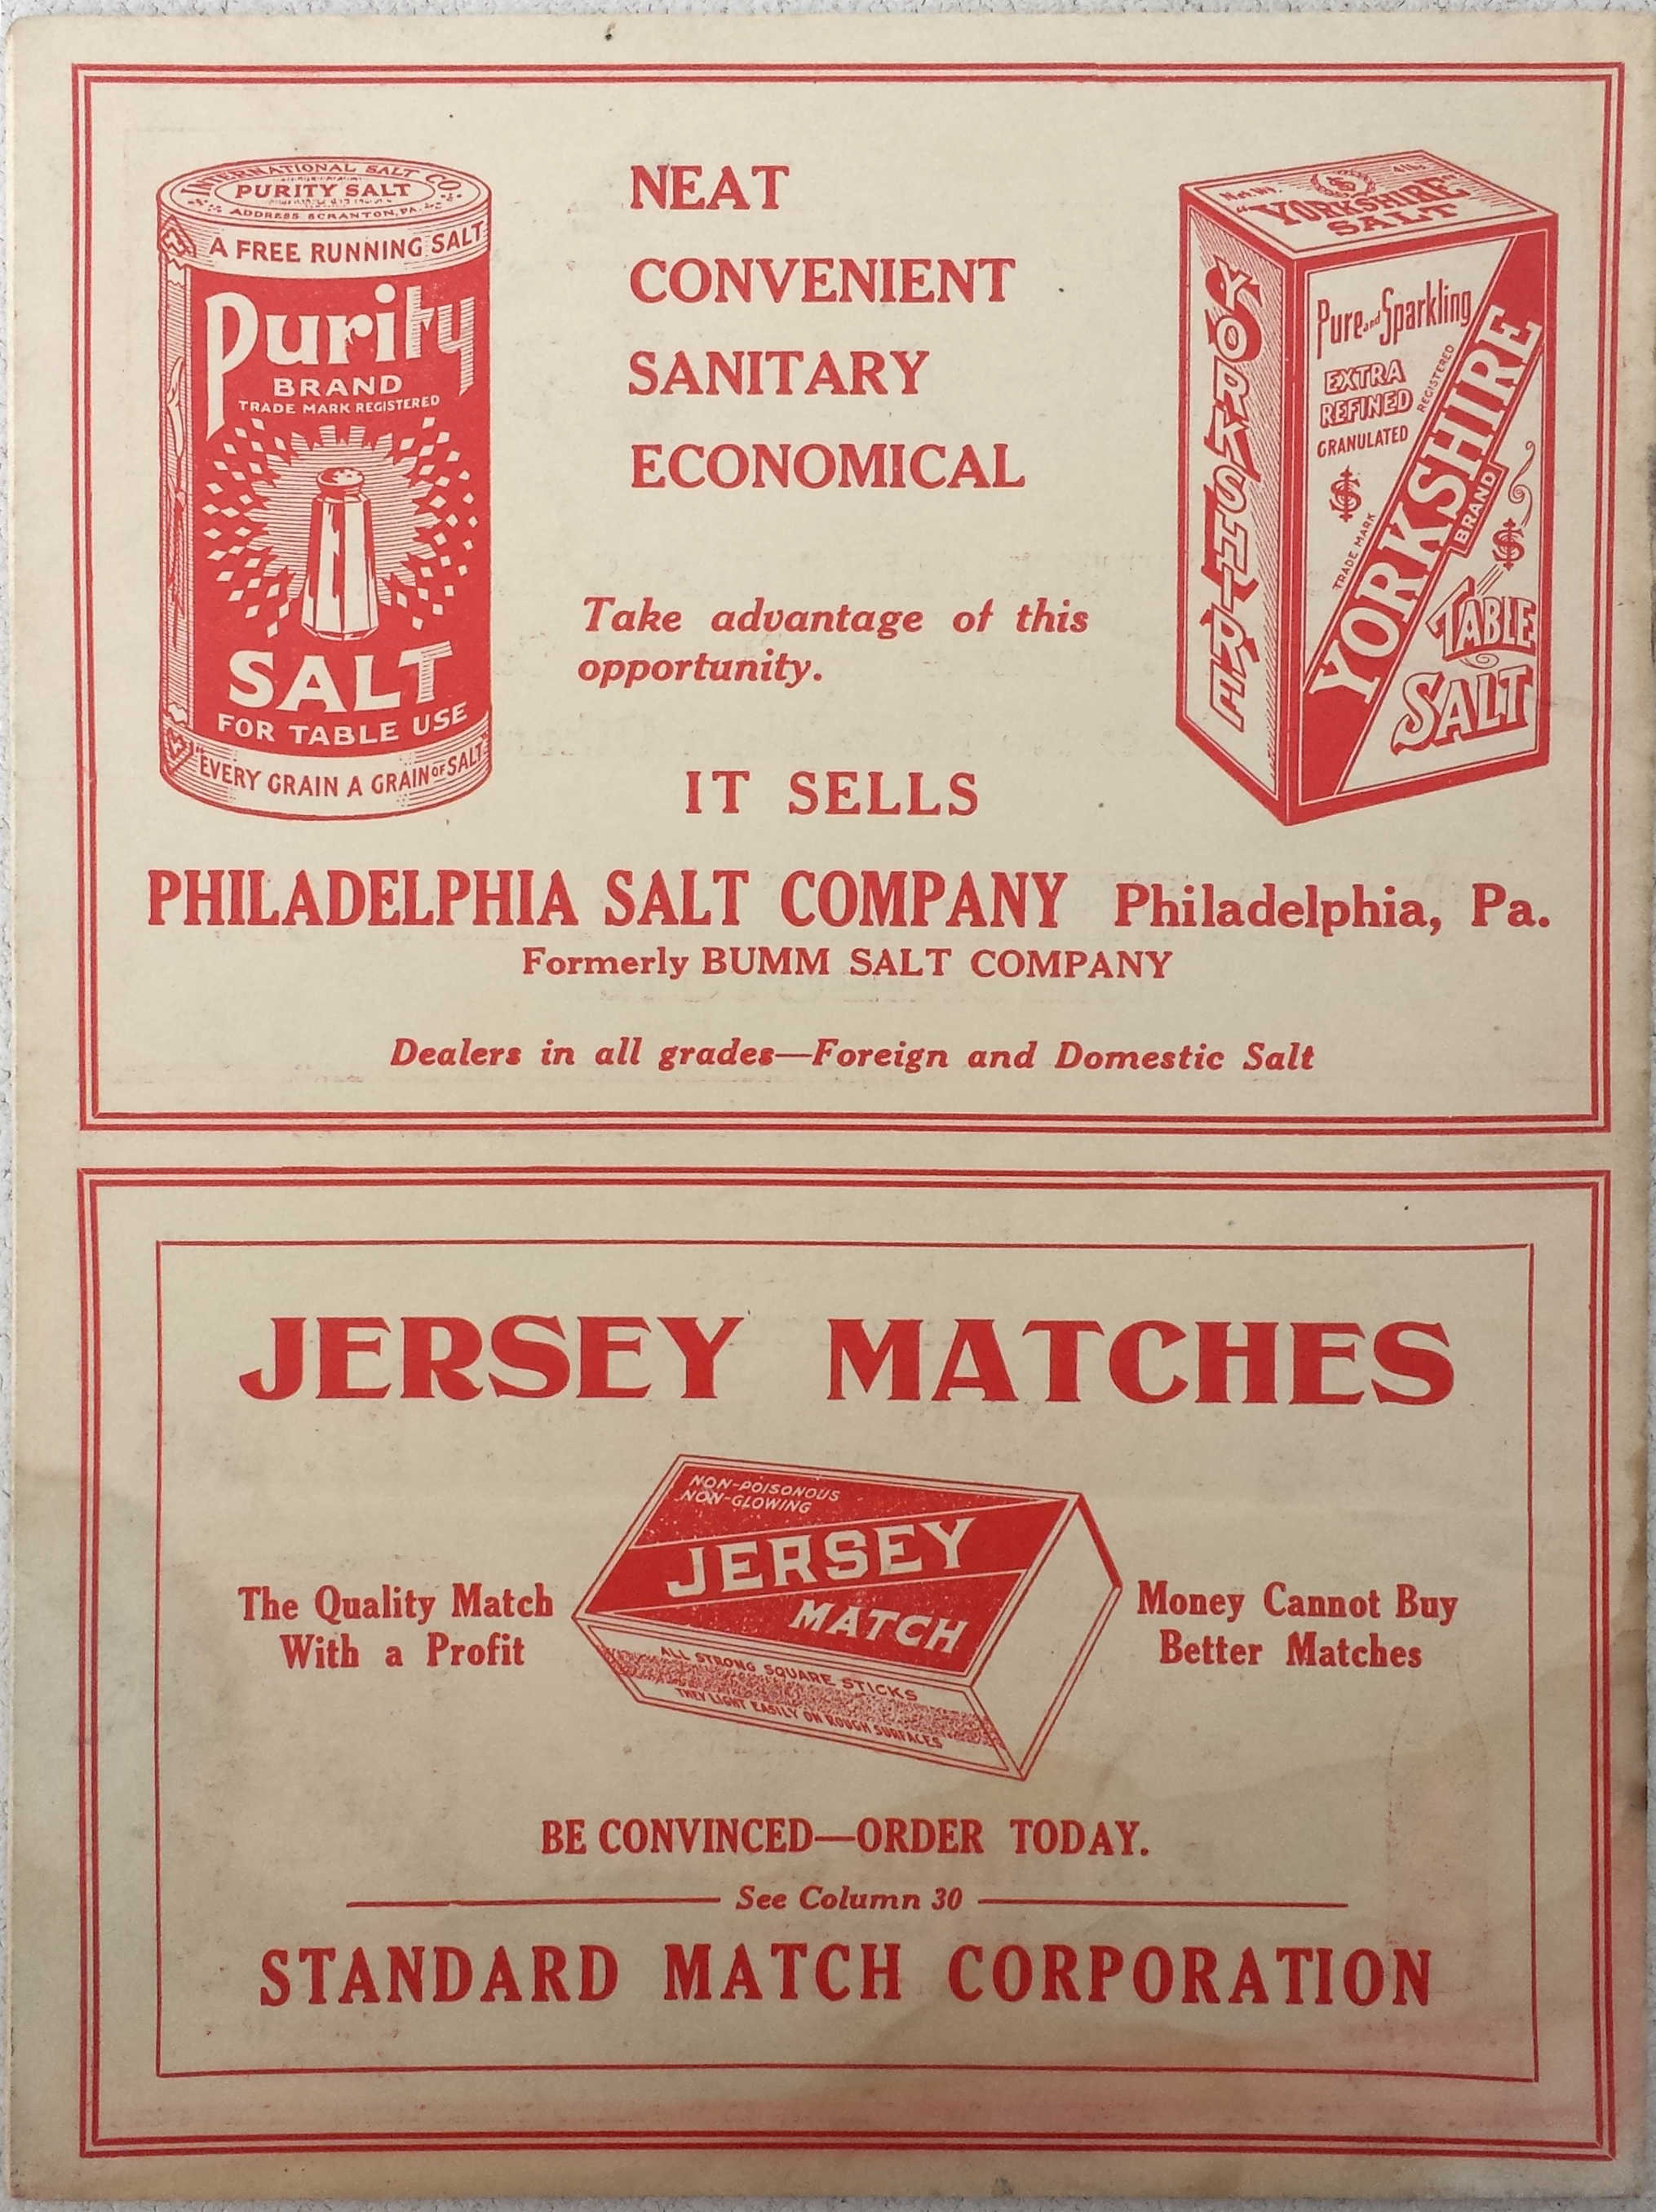 INTERNATIONAL SALT CO.
PURITY SALT
ADDRESS SCRANTON, PA.
A FREE RUNNING SALT
Purity
BRAND
TRADE MARK REGISTERED
SALT
FOR TABLE USE
"EVERY GRAIN A GRAIN OF SALT"
NEAT
CONVENIENT
SANITARY
ECONOMICAL
Take advantage of this
opportunity.
IT SELLS
Net Wt. 4 lbs
"YORKSHIRE"
SALT
YORKSHIRE
Pure and Sparkling
EXTRA
REFINED
GRANULATED
TRADE MARK REGISTERED
YORKSHIRE
BRAND
TABLE
SALT
PHILADELPHIA SALT COMPANY Philadelphia, Pa.
Formerly BUMM SALT COMPANY
Dealers in all grades—Foreign and Domestic Salt
JERSEY MATCHES
NON-POISONOUS
NON-GLOWING
JERSEY
MATCH
ALL STRONG SQUARE STICKS
THEY LIGHT EASILY ON ROUGH SURFACES
The Quality Match
With a Profit
Money Cannot Buy
Better Matches
BE CONVINCED—ORDER TODAY.
See Column 30
STANDARD MATCH CORPORATION